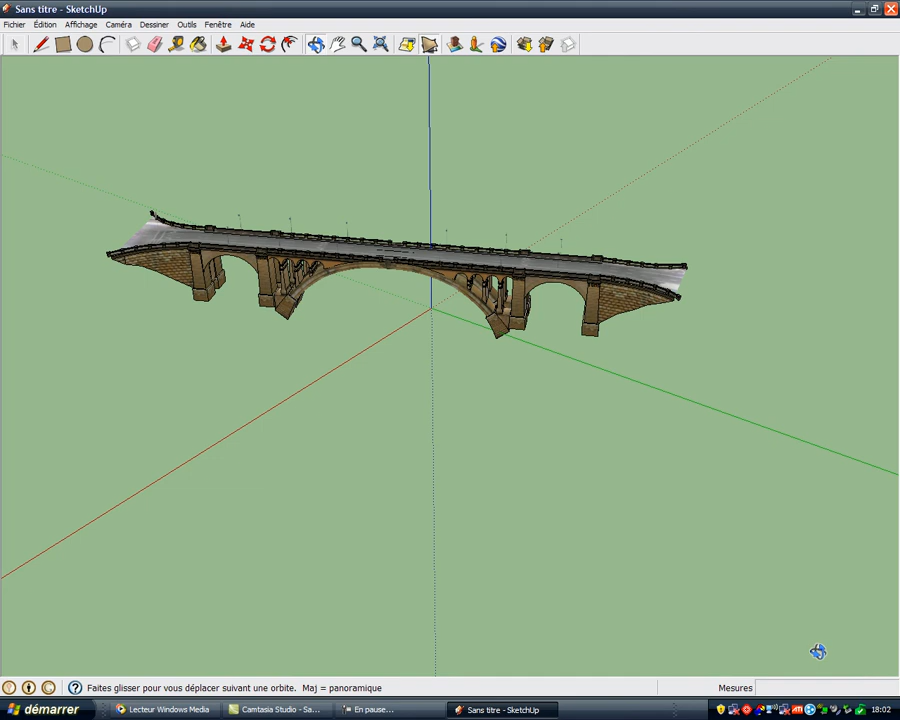 Sans titre - SketchUp
Fichier Édition Affichage Caméra Dessiner Outils Fenêtre Aide
Faites glisser pour vous déplacer suivant une orbite. Maj = panoramique
Mesures
démarrer
Lecteur Windows Media
Camtasia Studio - Sa...
En pause...
Sans titre - SketchUp
18:02